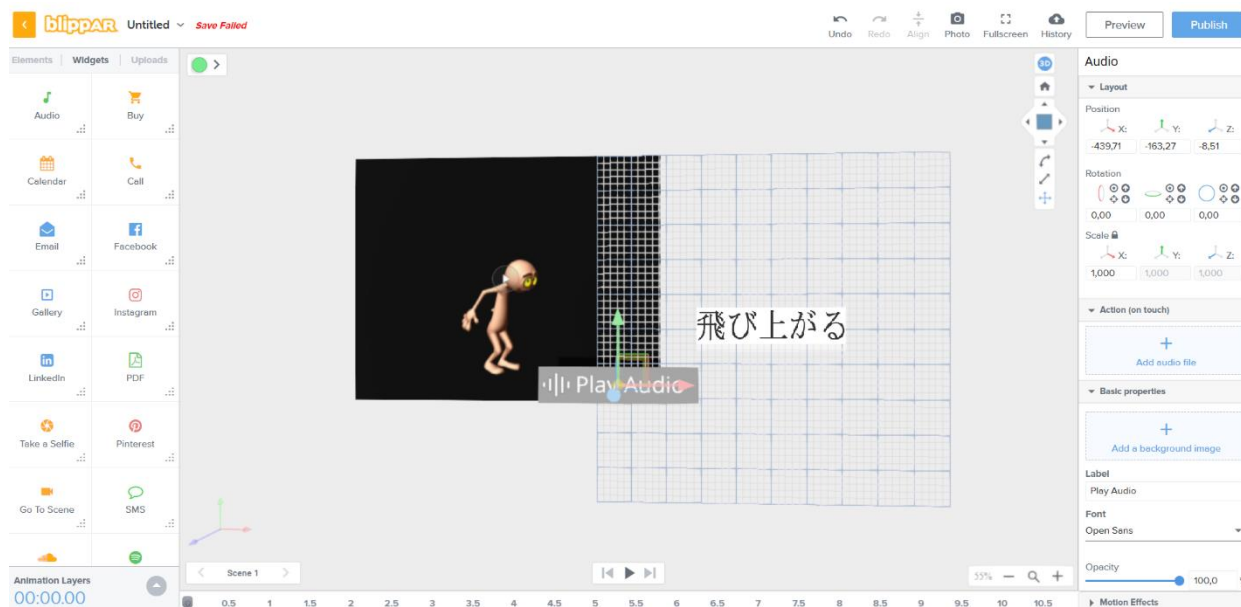 blippAR Untitled Save Failed
Undo Redo Align Photo Fullscreen History Preview Publish
Elements Widgets Uploads
Audio Buy
Calendar Call
Email Facebook
Gallery Instagram
LinkedIn PDF
Take a Selfie Pinterest
Go To Scene SMS
Animation Layers
00:00.00
3D
飛び上がる
Play Audio
Scene 1
55%
0.5 1 1.5 2 2.5 3 3.5 4 4.5 5 5.5 6 6.5 7 7.5 8 8.5 9 9.5 10 10.5
Audio
Layout
Position
X: Y: Z:
-439,71 -163,27 -8,51
Rotation
0,00 0,00 0,00
Scale
X: Y: Z:
1,000 1,000 1,000
Action (on touch)
Add audio file
Basic properties
Add a background image
Label
Play Audio
Font
Open Sans
Opacity
100,0
Motion Effects